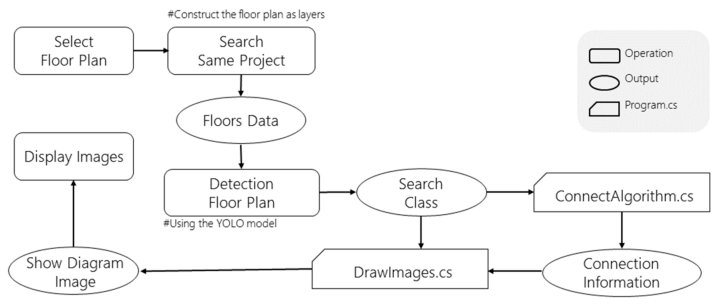 #Construct the floor plan as layers
Select
Floor Plan
Search
Same Project
Operation
Output
Program.cs
Floors Data
Display Images
Detection
Floor Plan
#Using the YOLO model
Search
Class
ConnectAlgorithm.cs
Show Diagram
Image
DrawImages.cs
Connection
Information